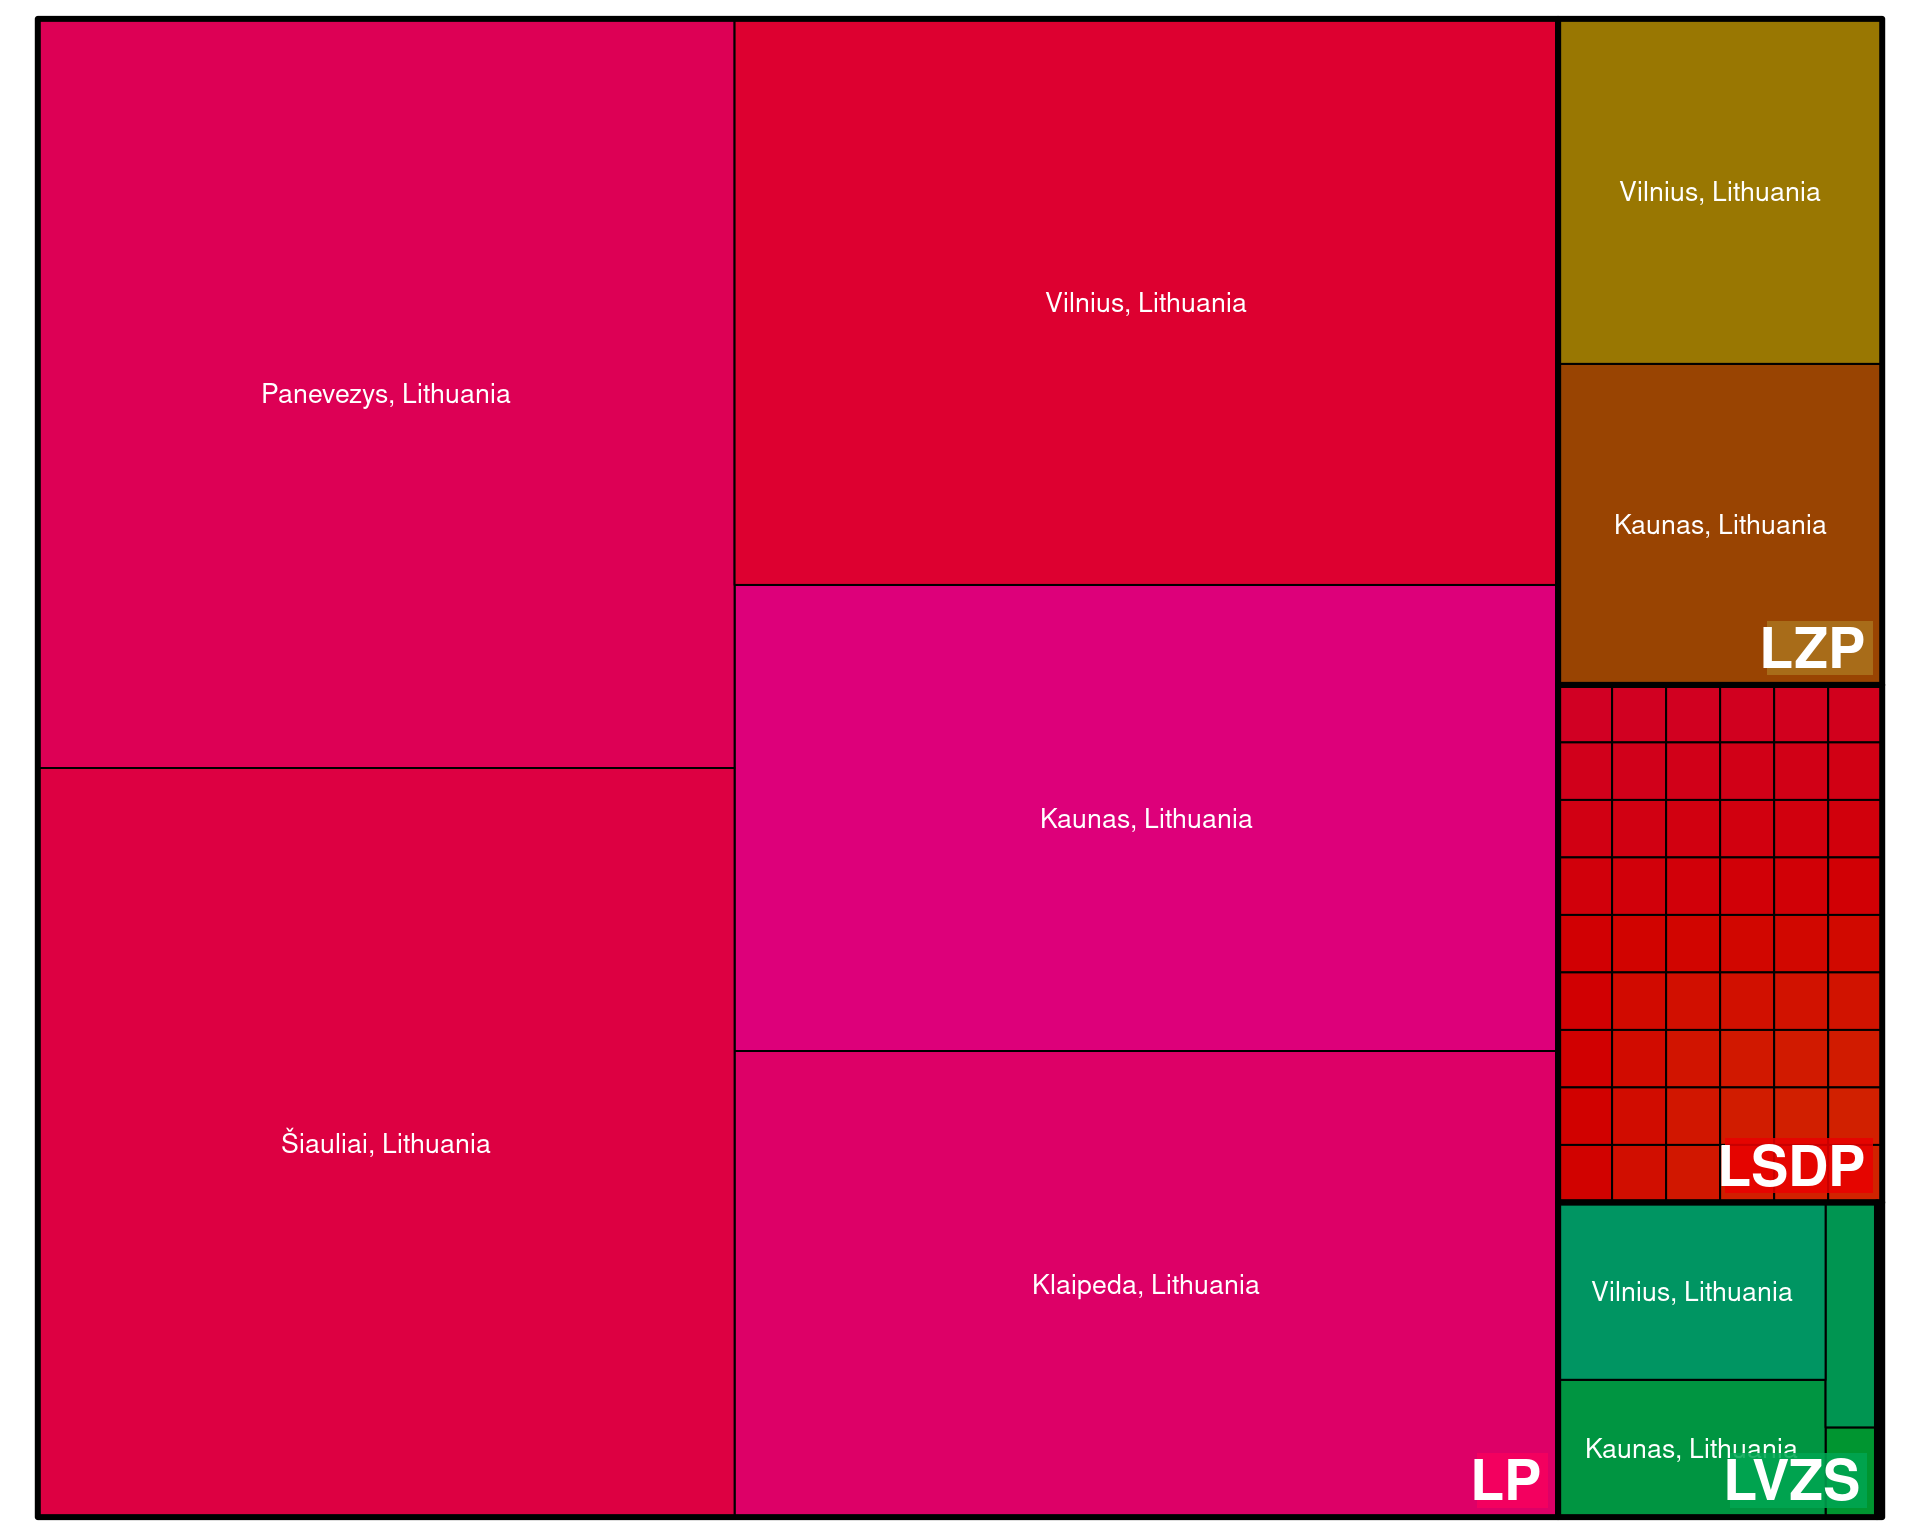 Panevezys, Lithuania
Šiauliai, Lithuania
Vilnius, Lithuania
Kaunas, Lithuania
Klaipeda, Lithuania
LP
Vilnius, Lithuania
Kaunas, Lithuania
LZP
LSDP
Vilnius, Lithuania
Kaunas, Lithuania
LVZS